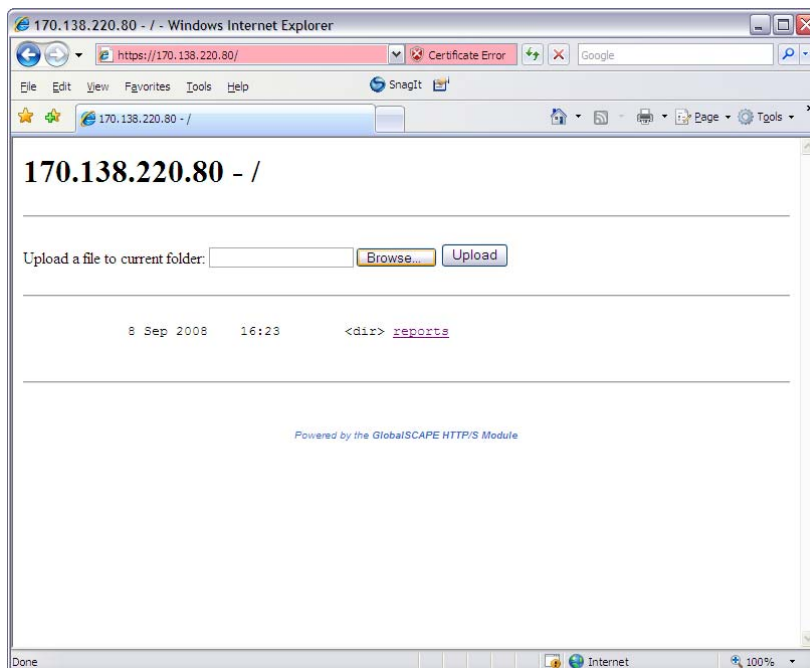 170.138.220.80 - / - Windows Internet Explorer
https://170.138.220.80/ Certificate Error Google
File Edit View Favorites Tools Help SnagIt
170.138.220.80 - / Page Tools
170.138.220.80 - /
Upload a file to current folder: Browse... Upload
8 Sep 2008 16:23 <dir> reports
Powered by the GlobalSCAPE HTTP/S Module
Done Internet 100%